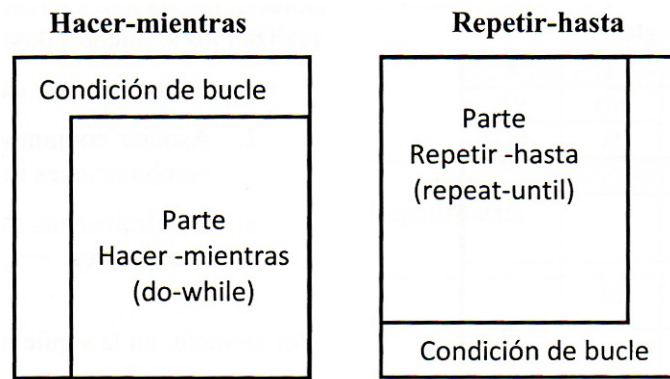 Hacer-mientras
Condición de bucle
Parte
Hacer -mientras
(do-while)
Repetir-hasta
Parte
Repetir -hasta
(repeat-until)
Condición de bucle